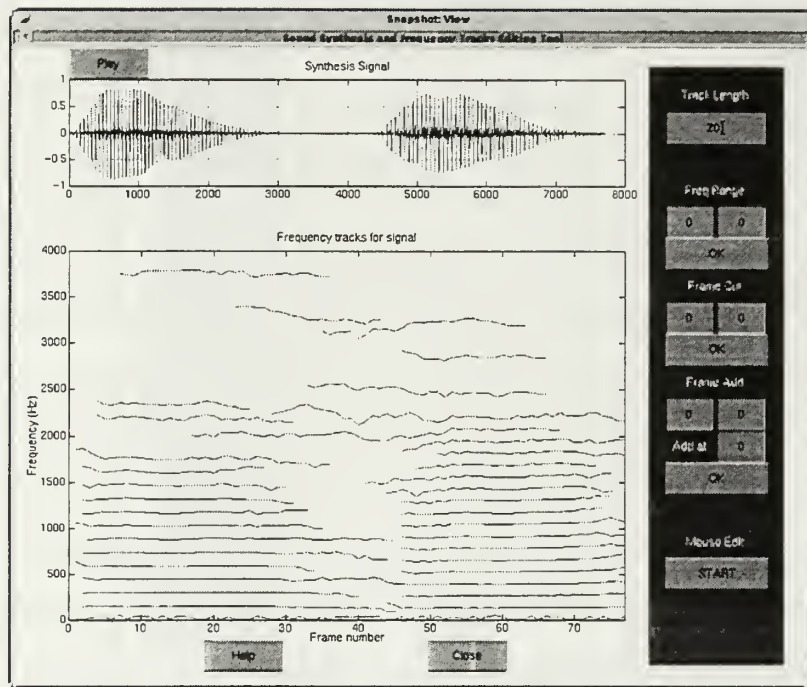 Snapshot: View
Sound Synthesis and Frequency Tracks Editing Tool
Play
Synthesis Signal
1
0.5
0
-0.5
-1
0 1000 2000 3000 4000 5000 6000 7000 8000
Frequency tracks for signal
4000
3500
3000
2500
2000
1500
1000
500
0
Frequency (Hz)
0 10 20 30 40 50 60 70
Frame number
Help
Close
Track Length
20
Freq Range
0 0
OK
Frame Cut
0 0
OK
Frame Add
0 0
Add at 0
OK
Mouse Edit
START